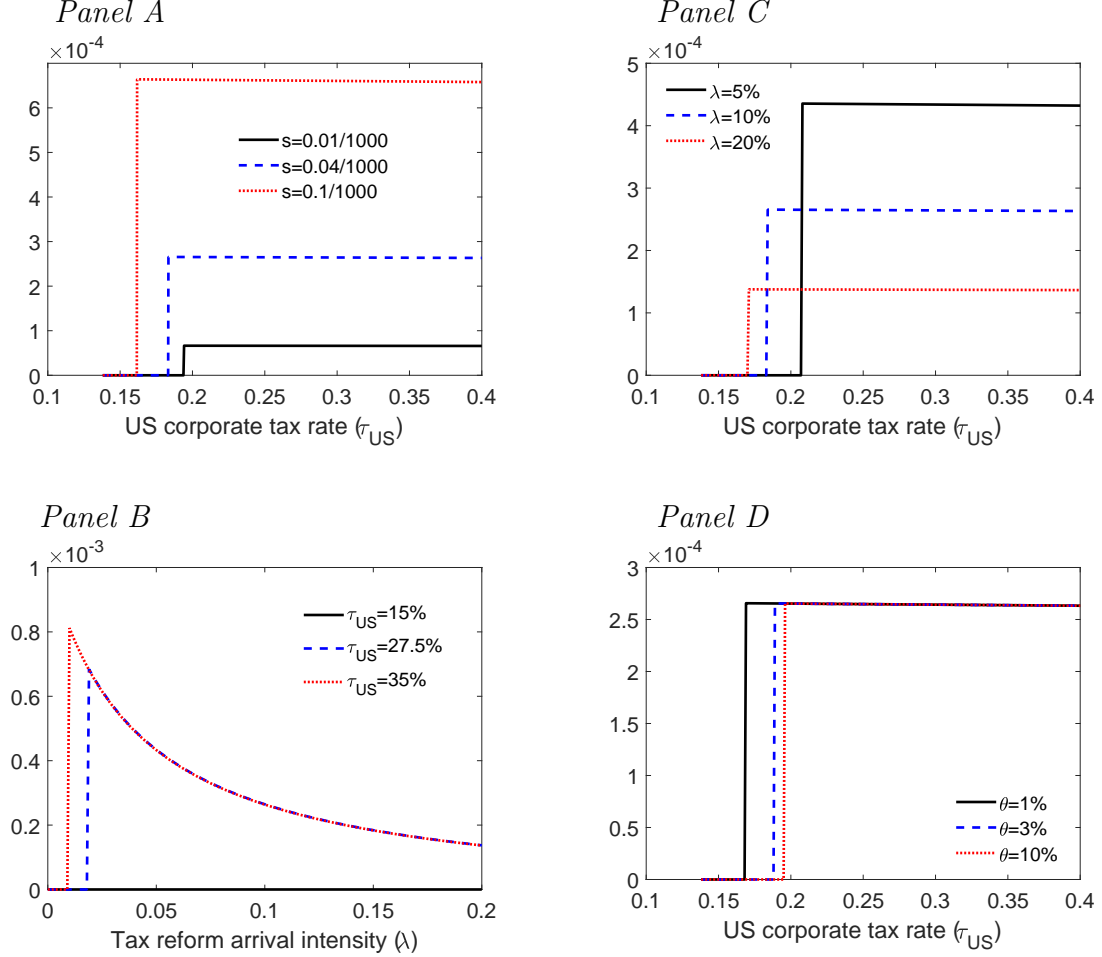 Panel A
×10⁻⁴
6
5
4
3
2
1
0
s=0.01/1000
s=0.04/1000
s=0.1/1000
0.1 0.15 0.2 0.25 0.3 0.35 0.4
US corporate tax rate (τ_US)
Panel C
×10⁻⁴
5
4
3
2
1
0
λ=5%
λ=10%
λ=20%
0.1 0.15 0.2 0.25 0.3 0.35 0.4
US corporate tax rate (τ_US)
Panel B
×10⁻³
1
0.8
0.6
0.4
0.2
0
τ_US=15%
τ_US=27.5%
τ_US=35%
0 0.05 0.1 0.15 0.2
Tax reform arrival intensity (λ)
Panel D
×10⁻⁴
3
2.5
2
1.5
1
0.5
0
θ=1%
θ=3%
θ=10%
0.1 0.15 0.2 0.25 0.3 0.35 0.4
US corporate tax rate (τ_US)